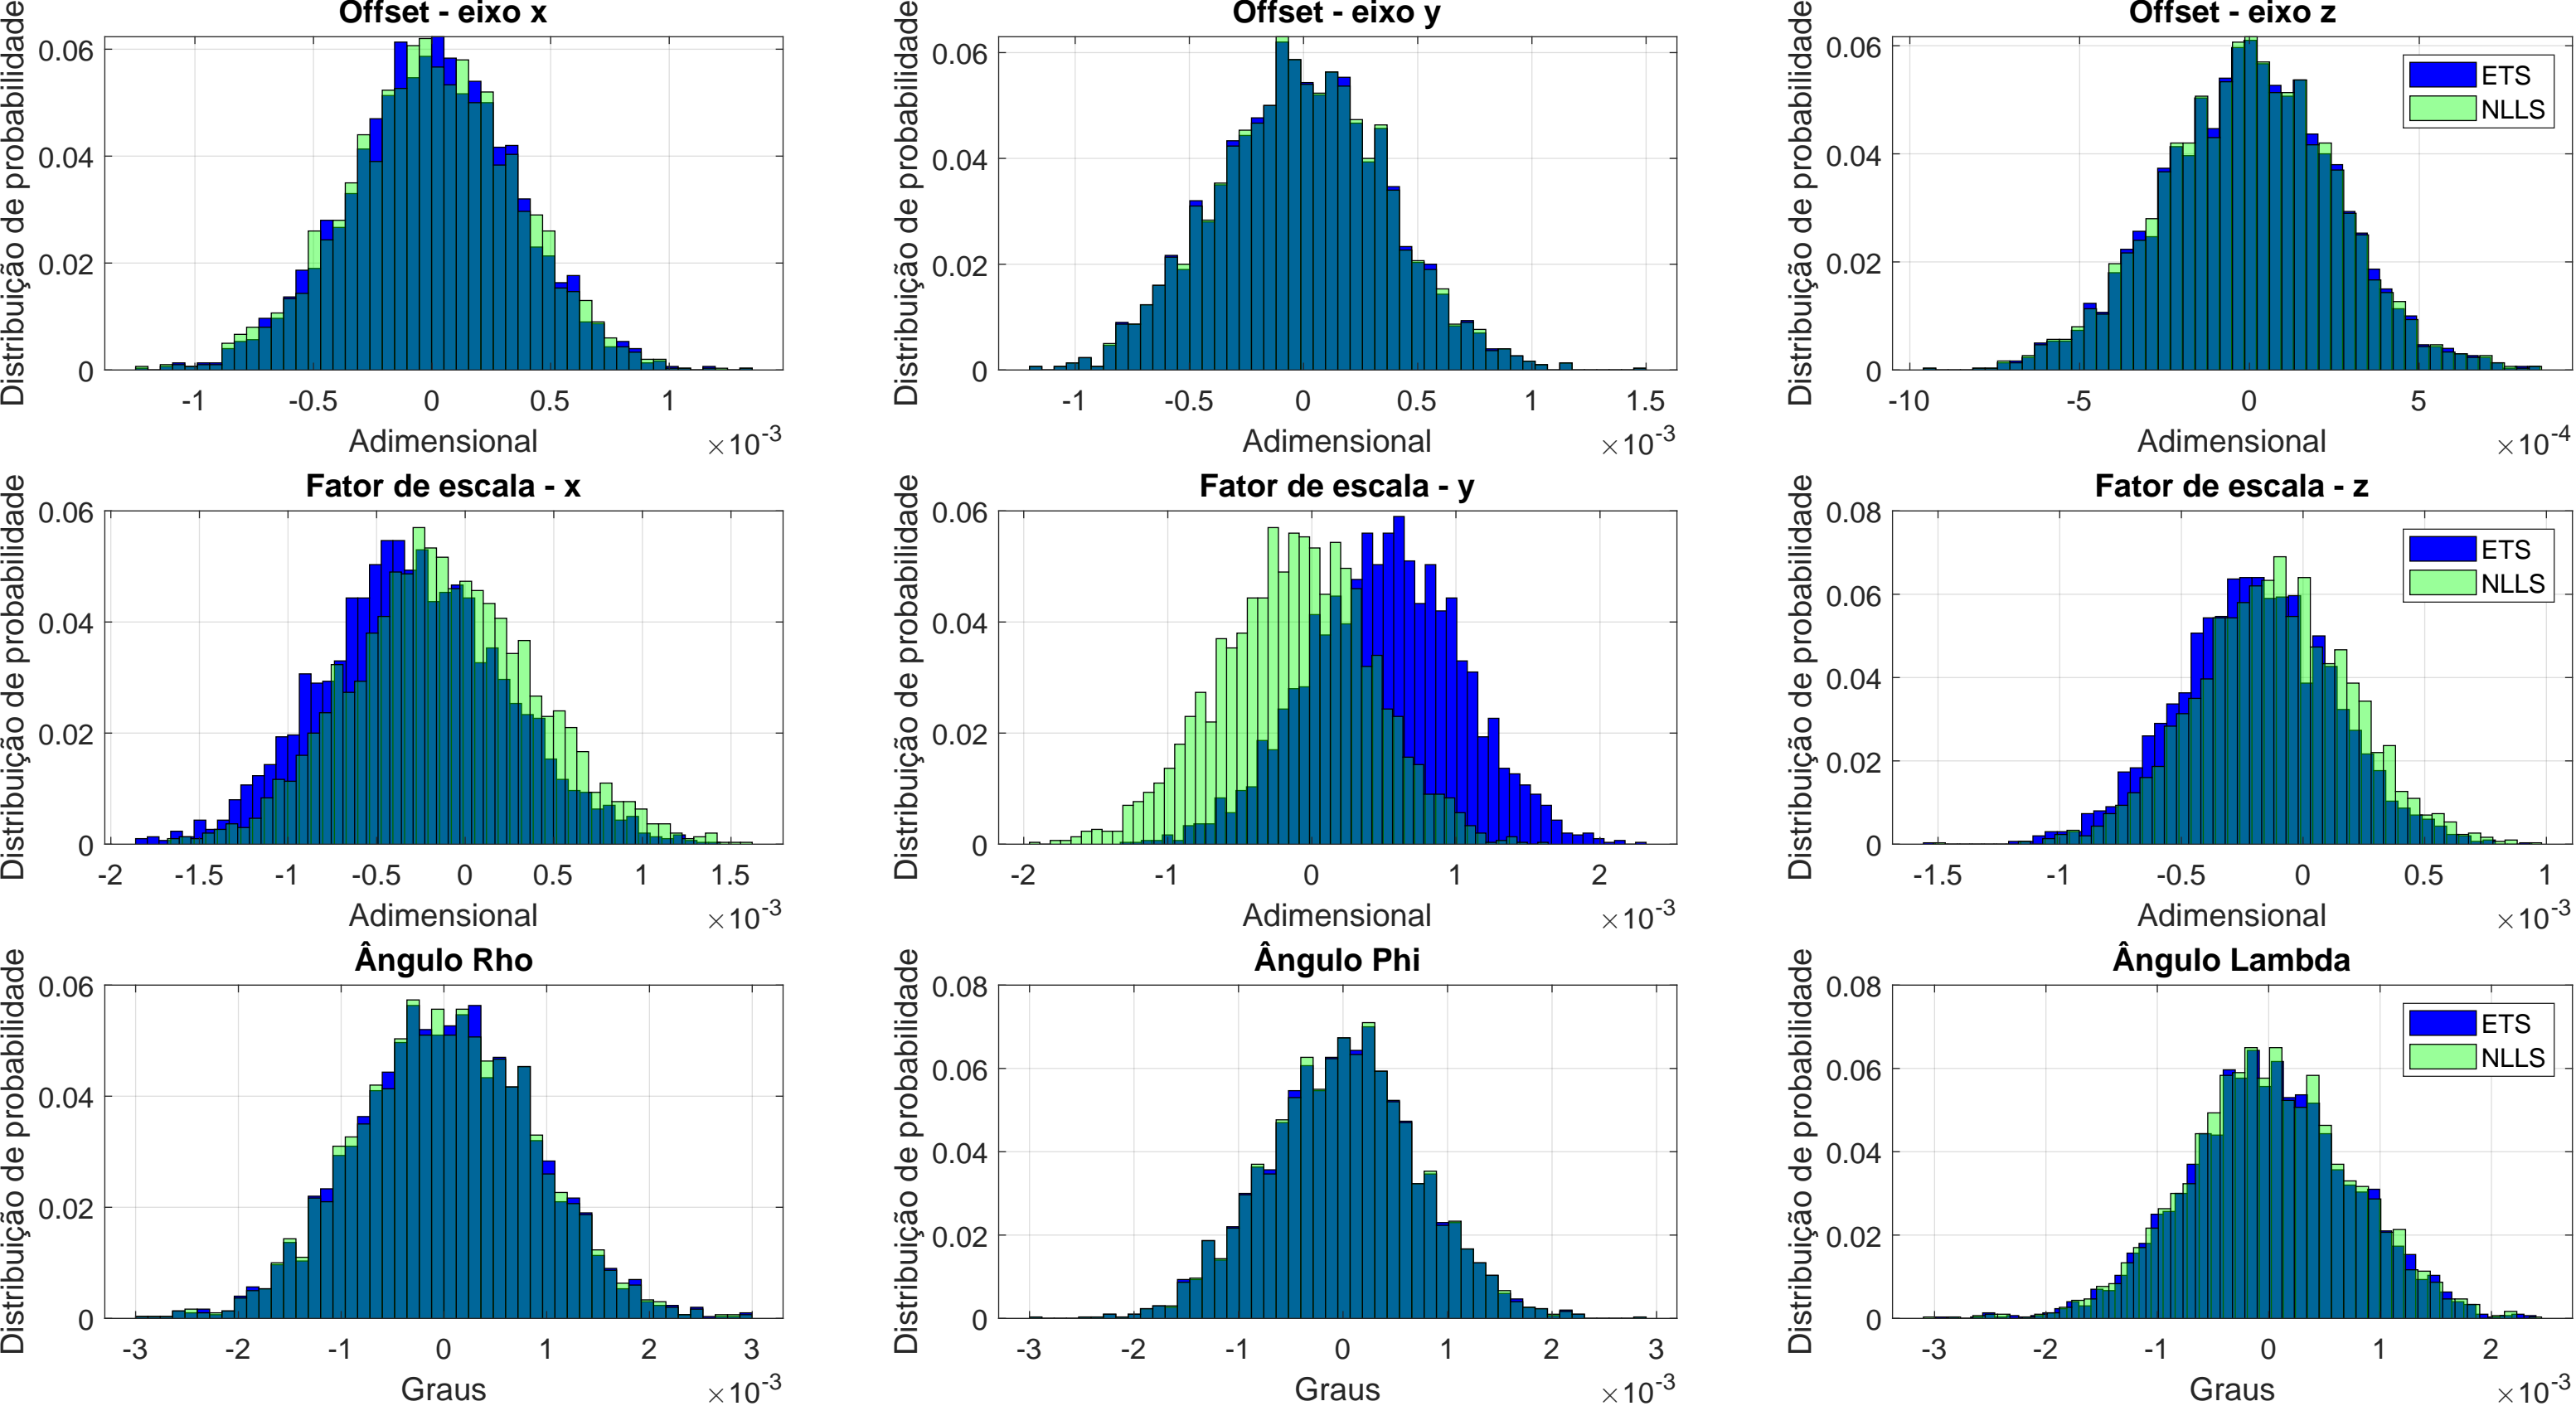 Offset - eixo x
Distribuição de probabilidade
0.06
0.04
0.02
0
-1 -0.5 0 0.5 1
Adimensional
×10-3
Offset - eixo y
Distribuição de probabilidade
0.06
0.04
0.02
0
-1 -0.5 0 0.5 1 1.5
Adimensional
×10-3
Offset - eixo z
Distribuição de probabilidade
0.06
0.04
0.02
0
-10 -5 0 5
Adimensional
×10-4
ETS
NLLS
Fator de escala - x
Distribuição de probabilidade
0.06
0.04
0.02
0
-2 -1.5 -1 -0.5 0 0.5 1 1.5
Adimensional
×10-3
Fator de escala - y
Distribuição de probabilidade
0.06
0.04
0.02
0
-2 -1 0 1 2
Adimensional
×10-3
Fator de escala - z
Distribuição de probabilidade
0.08
0.06
0.04
0.02
0
-1.5 -1 -0.5 0 0.5 1
Adimensional
×10-3
ETS
NLLS
Ângulo Rho
Distribuição de probabilidade
0.06
0.04
0.02
0
-3 -2 -1 0 1 2 3
Graus
×10-3
Ângulo Phi
Distribuição de probabilidade
0.08
0.06
0.04
0.02
0
-3 -2 -1 0 1 2 3
Graus
×10-3
Ângulo Lambda
Distribuição de probabilidade
0.08
0.06
0.04
0.02
0
-3 -2 -1 0 1 2
Graus
×10-3
ETS
NLLS